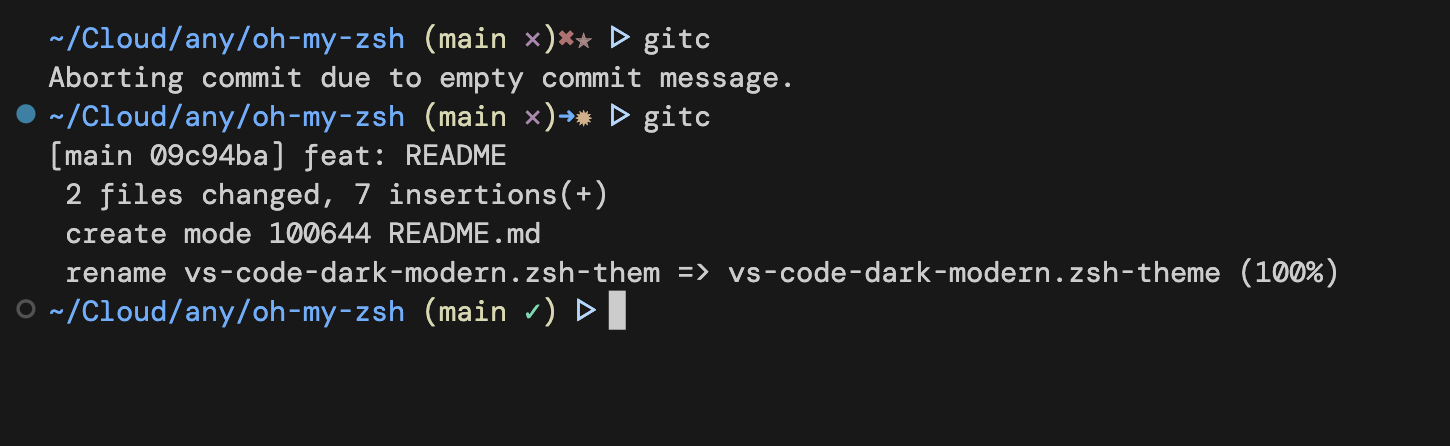 ~/Cloud/any/oh-my-zsh (main ×)✖★ ▷ gitc
Aborting commit due to empty commit message.
~/Cloud/any/oh-my-zsh (main ×)➜✹ ▷ gitc
[main 09c94ba] feat: README
 2 files changed, 7 insertions(+)
 create mode 100644 README.md
 rename vs-code-dark-modern.zsh-them => vs-code-dark-modern.zsh-theme (100%)
~/Cloud/any/oh-my-zsh (main ✓) ▷